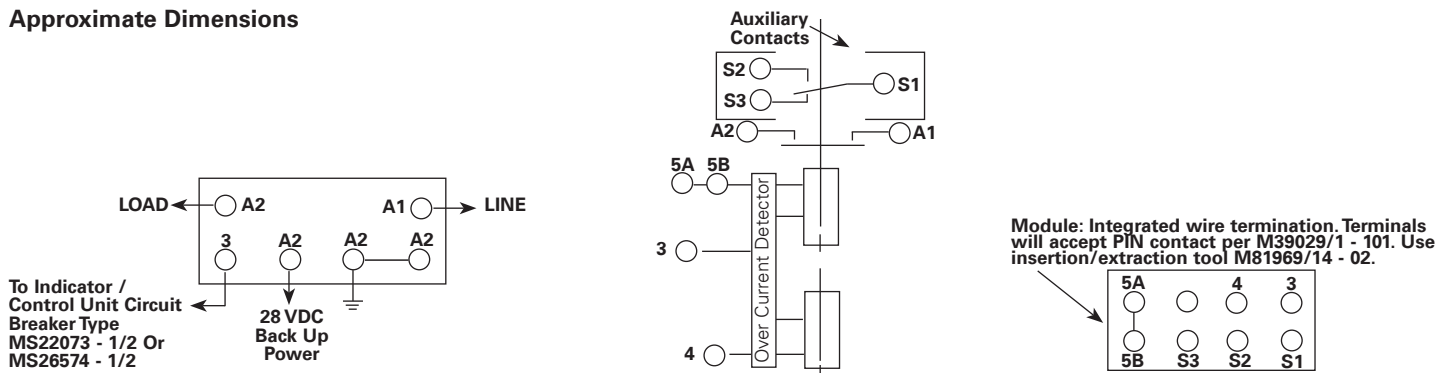 Approximate Dimensions
LOAD
A2
A1
LINE
3
A2
A2
A2
To Indicator /
Control Unit Circuit
Breaker Type
MS22073 - 1/2 Or
MS26574 - 1/2
28 VDC
Back Up
Power
Auxiliary
Contacts
S2
S1
S3
A2
A1
5A 5B
3
Over Current Detector
4
Module: Integrated wire termination. Terminals
will accept PIN contact per M39029/1 - 101. Use
insertion/extraction tool M81969/14 - 02.
5A 4 3
5B S3 S2 S1